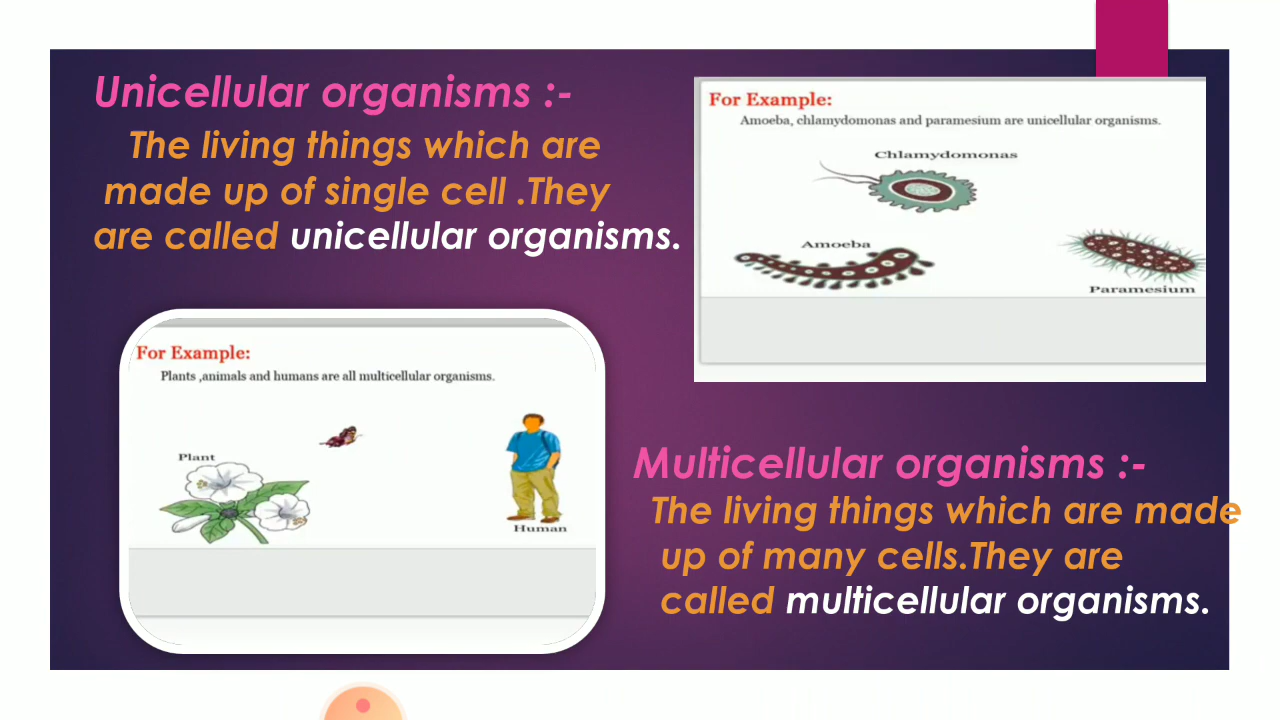 Unicellular organisms :-
The living things which are
made up of single cell .They
are called unicellular organisms.
For Example:
Amoeba, chlamydomonas and paramesium are unicellular organisms.
Chlamydomonas
Amoeba
Paramesium
For Example:
Plants ,animals and humans are all multicellular organisms.
Plant
Human
Multicellular organisms :-
The living things which are made
up of many cells.They are
called multicellular organisms.